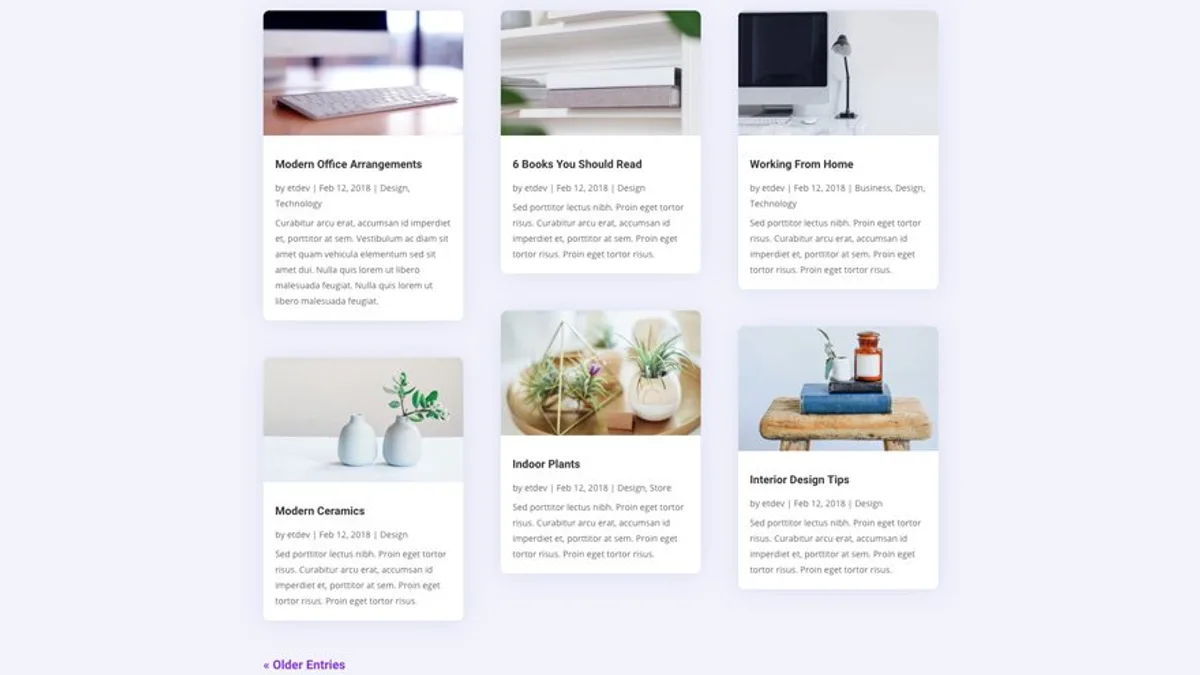 Modern Office Arrangements
by etdev | Feb 12, 2018 | Design,
Technology
Curabitur arcu erat, accumsan id imperdiet
et, porttitor at sem. Vestibulum ac diam sit
amet quam vehicula elementum sed sit
amet dui. Nulla quis lorem ut libero
malesuada feugiat. Nulla quis lorem ut
libero malesuada feugiat.
6 Books You Should Read
by etdev | Feb 12, 2018 | Design
Sed porttitor lectus nibh. Proin eget tortor
risus. Curabitur arcu erat, accumsan id
imperdiet et, porttitor at sem. Proin eget
tortor risus. Proin eget tortor risus.
Working From Home
by etdev | Feb 12, 2018 | Business, Design,
Technology
Sed porttitor lectus nibh. Proin eget tortor
risus. Curabitur arcu erat, accumsan id
imperdiet et, porttitor at sem. Proin eget
tortor risus. Proin eget tortor risus.
Modern Ceramics
by etdev | Feb 12, 2018 | Design
Sed porttitor lectus nibh. Proin eget tortor
risus. Curabitur arcu erat, accumsan id
imperdiet et, porttitor at sem. Proin eget
tortor risus. Proin eget tortor risus.
Indoor Plants
by etdev | Feb 12, 2018 | Design, Store
Sed porttitor lectus nibh. Proin eget tortor
risus. Curabitur arcu erat, accumsan id
imperdiet et, porttitor at sem. Proin eget
tortor risus. Proin eget tortor risus.
Interior Design Tips
by etdev | Feb 12, 2018 | Design
Sed porttitor lectus nibh. Proin eget tortor
risus. Curabitur arcu erat, accumsan id
imperdiet et, porttitor at sem. Proin eget
tortor risus. Proin eget tortor risus.
« Older Entries